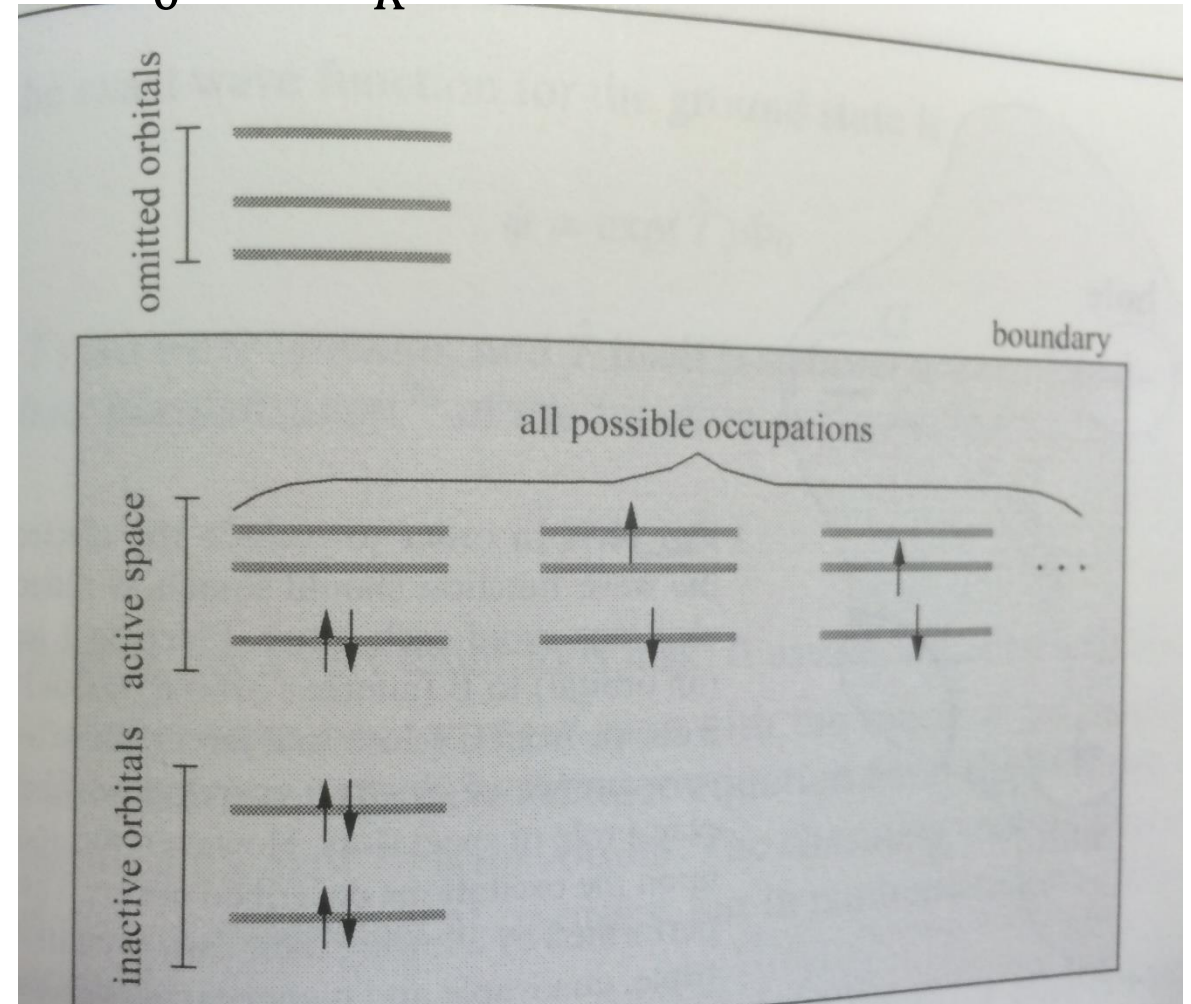 omitted orbitals
boundary
all possible occupations
active space
...
inactive orbitals